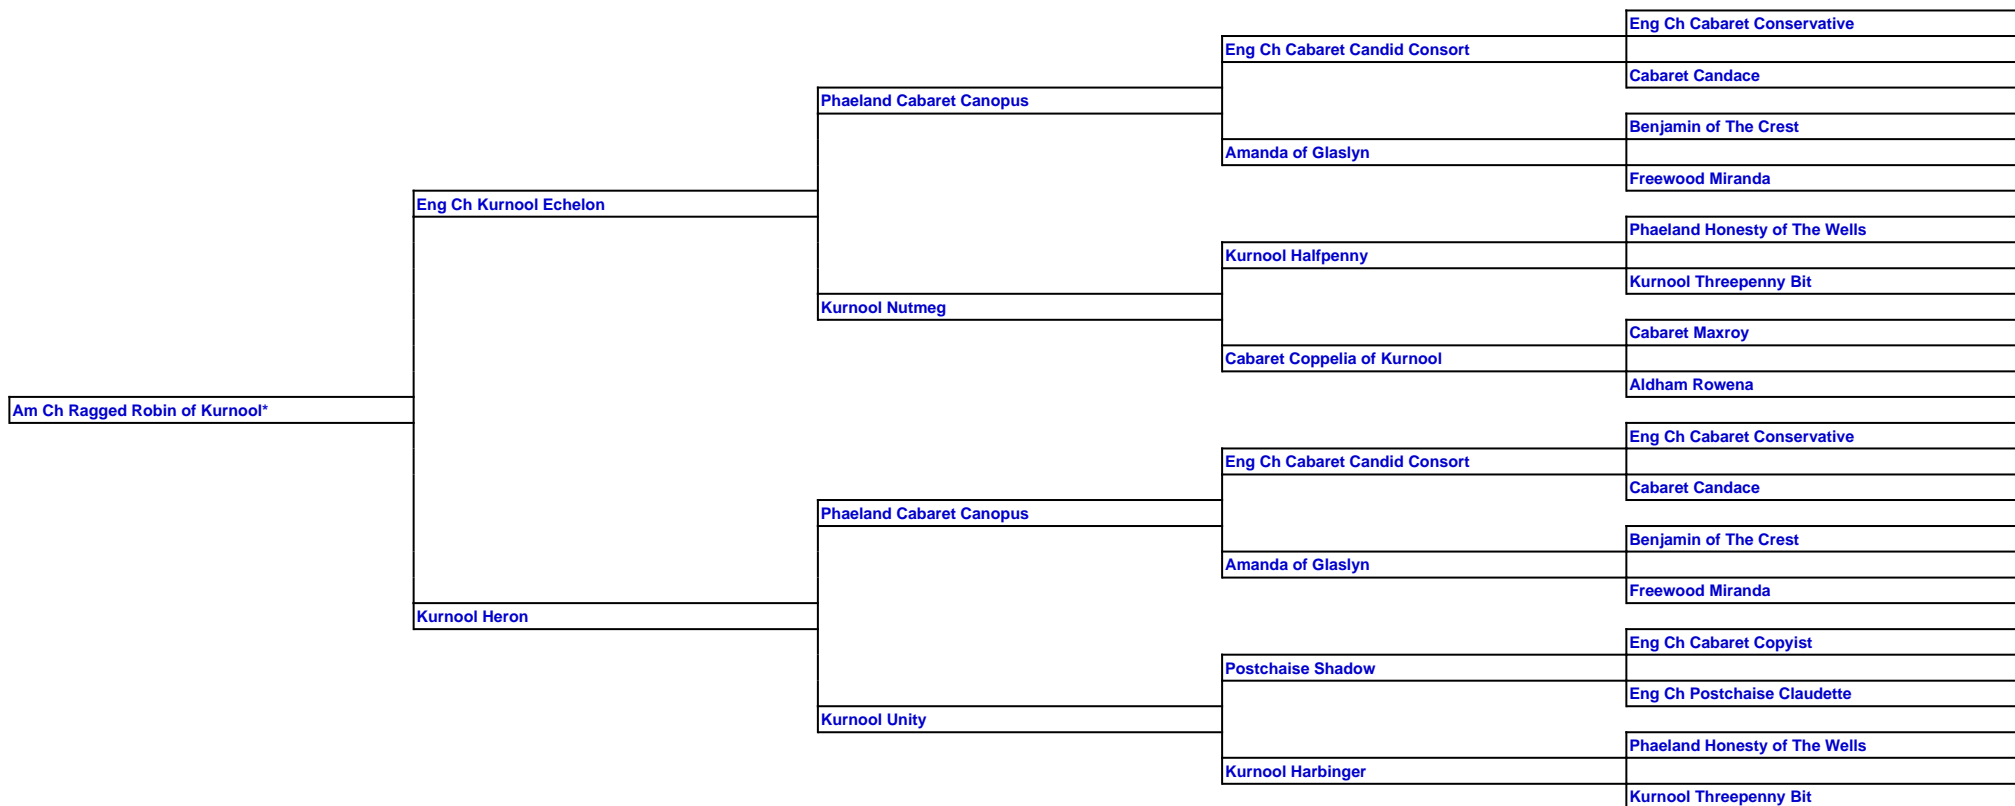 Eng Ch Cabaret Conservative
Eng Ch Cabaret Candid Consort
Cabaret Candace
Phaeland Cabaret Canopus
Benjamin of The Crest
Amanda of Glaslyn
Freewood Miranda
Eng Ch Kurnool Echelon
Phaeland Honesty of The Wells
Kurnool Halfpenny
Kurnool Threepenny Bit
Kurnool Nutmeg
Cabaret Maxroy
Cabaret Coppelia of Kurnool
Aldham Rowena
Am Ch Ragged Robin of Kurnool*
Eng Ch Cabaret Conservative
Eng Ch Cabaret Candid Consort
Cabaret Candace
Phaeland Cabaret Canopus
Benjamin of The Crest
Amanda of Glaslyn
Freewood Miranda
Kurnool Heron
Eng Ch Cabaret Copyist
Postchaise Shadow
Eng Ch Postchaise Claudette
Kurnool Unity
Phaeland Honesty of The Wells
Kurnool Harbinger
Kurnool Threepenny Bit